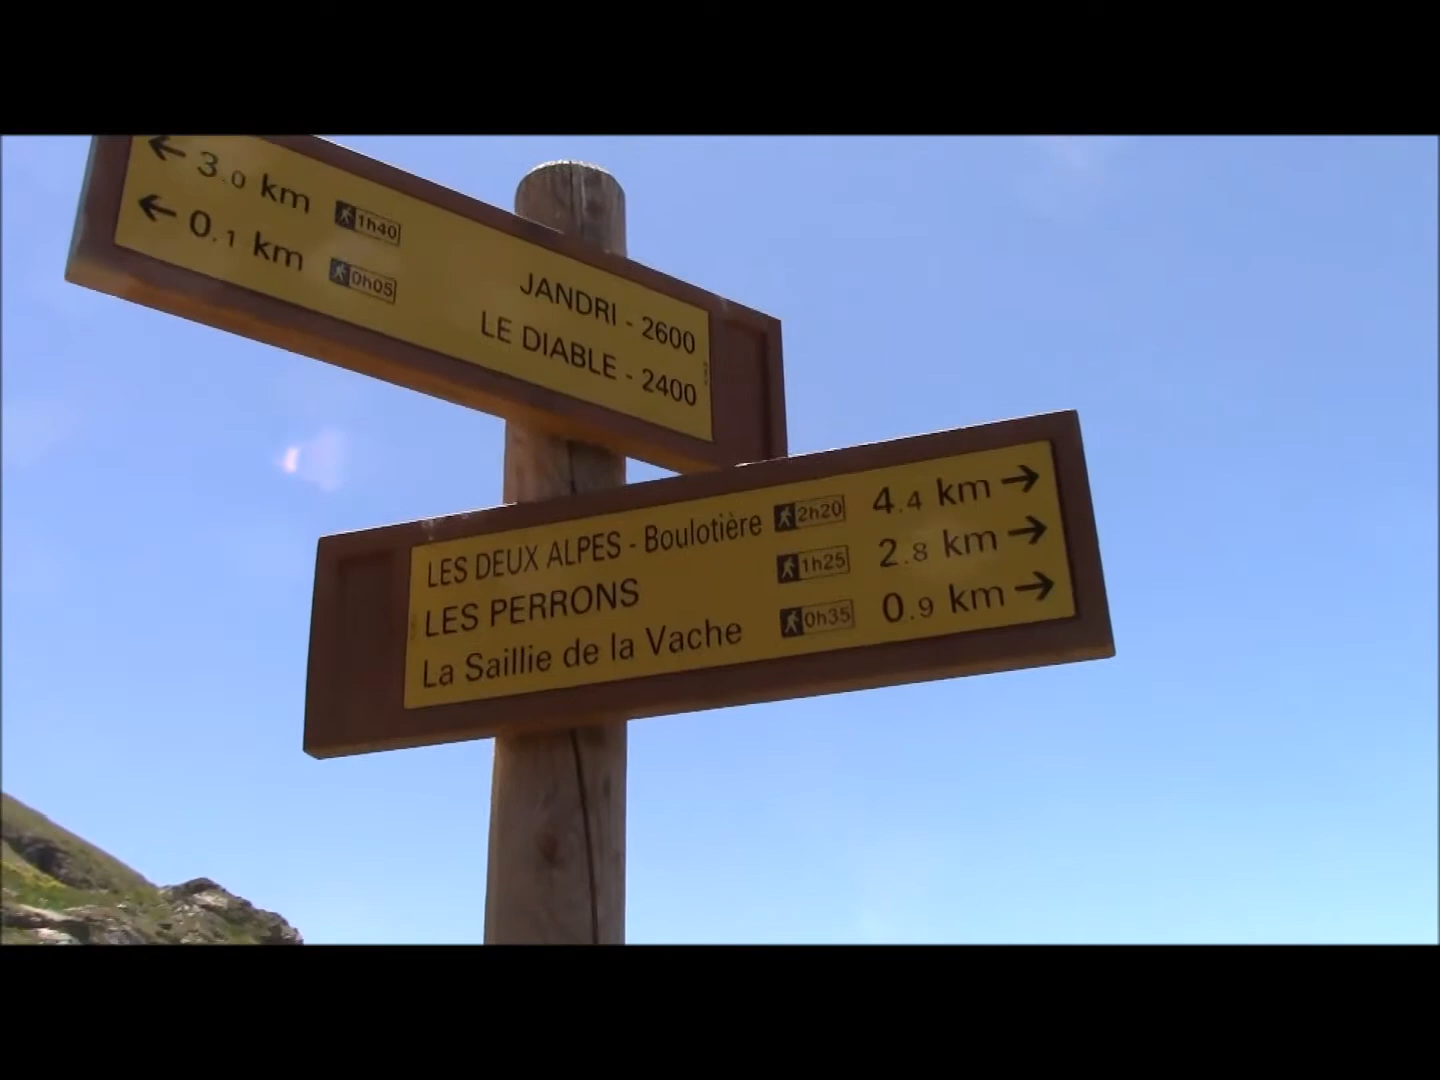 ← 3.0 km 1h40 JANDRI - 2600
← 0.1 km 0h05 LE DIABLE - 2400
LES DEUX ALPES - Boulotière 2h20 4.4 km →
LES PERRONS 1h25 2.8 km →
La Saillie de la Vache 0h35 0.9 km →